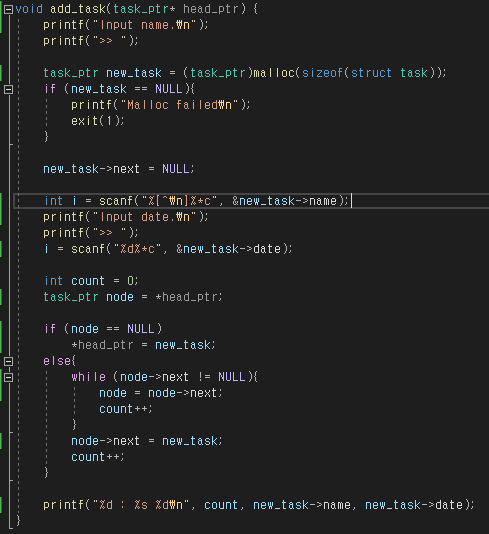 void add_task(task_ptr* head_ptr) {
printf("Input name.₩n");
printf(">> ");
task_ptr new_task = (task_ptr)malloc(sizeof(struct task));
if (new_task == NULL){
printf("Malloc failed₩n");
exit(1);
}
new_task->next = NULL;
int i = scanf("%[^₩n]%*c", &new_task->name);
printf("Input date.₩n");
printf(">> ");
i = scanf("%d%*c", &new_task->date);
int count = 0;
task_ptr node = *head_ptr;
if (node == NULL)
*head_ptr = new_task;
else{
while (node->next != NULL){
node = node->next;
count++;
}
node->next = new_task;
count++;
}
printf("%d : %s %d₩n", count, new_task->name, new_task->date);
}